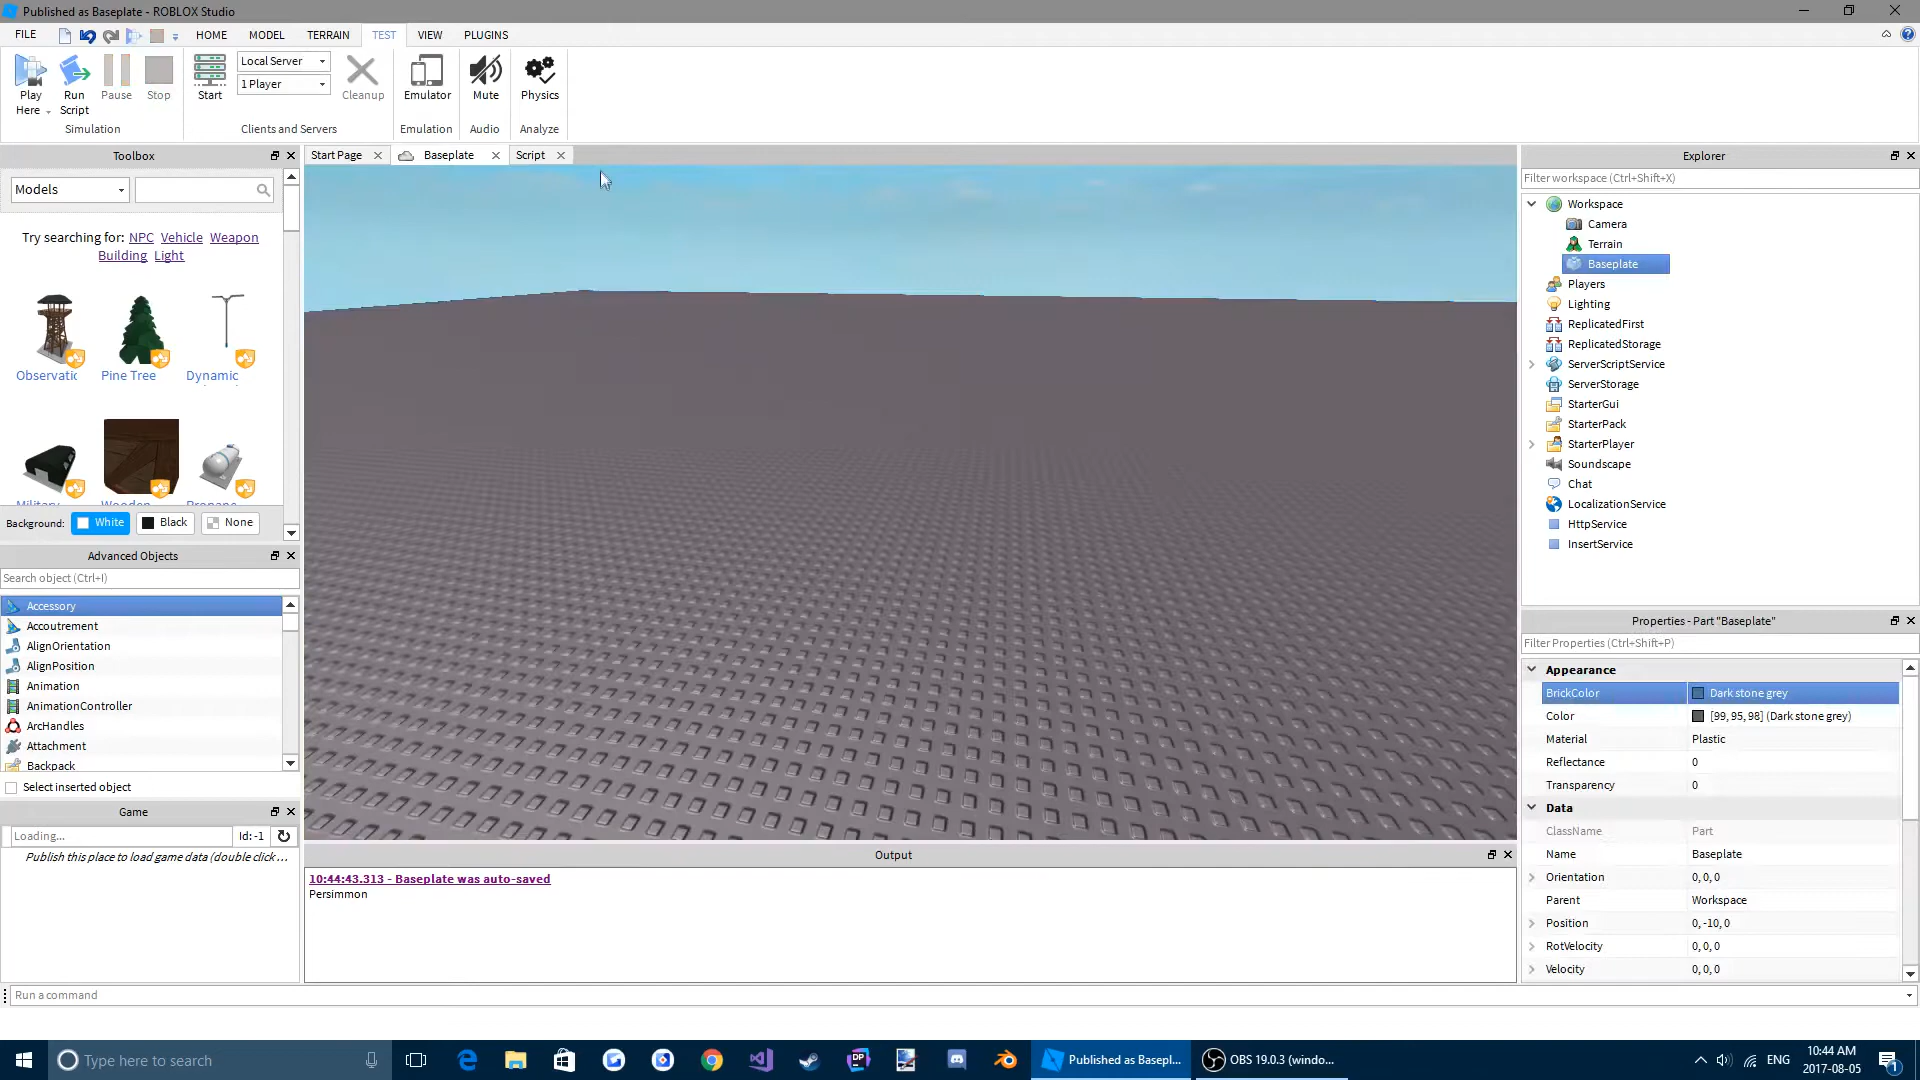 Published as Baseplate - ROBLOX Studio
FILE HOME MODEL TERRAIN TEST VIEW PLUGINS
Play Here
Run Script
Pause
Stop
Simulation
Start
Local Server
1 Player
Cleanup
Clients and Servers
Emulator
Emulation
Mute
Audio
Physics
Analyze
Toolbox
Models
Try searching for: NPC Vehicle Weapon
Building Light
Observatic Pine Tree Dynamic
Background: White Black None
Advanced Objects
Search object (Ctrl+I)
Accessory
Accoutrement
AlignOrientation
AlignPosition
Animation
AnimationController
ArcHandles
Attachment
Backpack
Select inserted object
Game
Loading... Id: -1
Publish this place to load game data (double click ...
Start Page Baseplate Script
Output
10:44:43.313 - Baseplate was auto-saved
Persimmon
Explorer
Filter workspace (Ctrl+Shift+X)
Workspace
Camera
Terrain
Baseplate
Players
Lighting
ReplicatedFirst
ReplicatedStorage
ServerScriptService
ServerStorage
StarterGui
StarterPack
StarterPlayer
Soundscape
Chat
LocalizationService
HttpService
InsertService
Properties - Part "Baseplate"
Filter Properties (Ctrl+Shift+P)
Appearance
BrickColor Dark stone grey
Color [99, 95, 98] (Dark stone grey)
Material Plastic
Reflectance 0
Transparency 0
Data
ClassName Part
Name Baseplate
Orientation 0, 0, 0
Parent Workspace
Position 0, -10, 0
RotVelocity 0, 0, 0
Velocity 0, 0, 0
Run a command
Type here to search
Published as Basepl...
OBS 19.0.3 (windo...
ENG
10:44 AM
2017-08-05
1